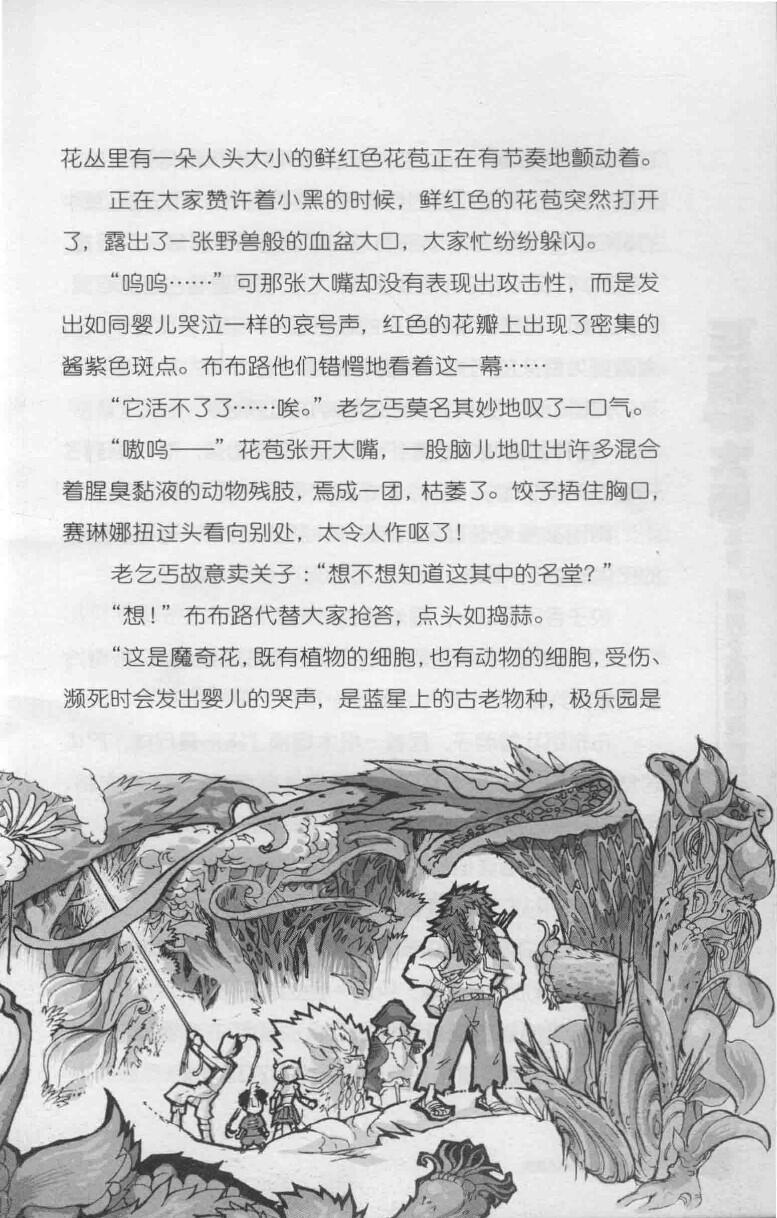 花丛里有一朵人头大小的鲜红色花苞正在有节奏地颤动着。
正在大家赞许着小黑的时候，鲜红色的花苞突然打开
了，露出了一张野兽般的血盆大口，大家忙纷纷躲闪。
“呜呜……”可那张大嘴却没有表现出攻击性，而是发
出如同婴儿哭泣一样的哀号声，红色的花瓣上出现了密集的
酱紫色斑点。布布路他们错愕地看着这一幕……
“它活不了了……唉。”老乞丐莫名其妙地叹了一口气。
“嗷呜——”花苞张开大嘴，一股脑儿地吐出许多混合
着腥臭黏液的动物残肢，焉成一团，枯萎了。饺子捂住胸口，
赛琳娜扭过头看向别处，太令人作呕了！
老乞丐故意卖关子：“想不想知道这其中的名堂？”
“想！”布布路代替大家抢答，点头如捣蒜。
“这是魔奇花，既有植物的细胞，也有动物的细胞，受伤、
濒死时会发出婴儿的哭声，是蓝星上的古老物种，极乐园是